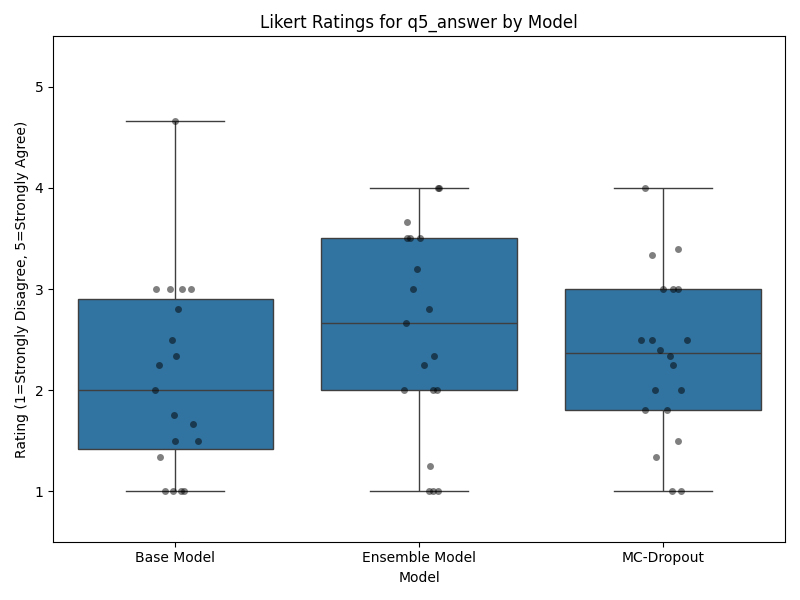 Likert Ratings for q5_answer by Model
Rating (1=Strongly Disagree, 5=Strongly Agree)
5
4
3
2
1
Base Model
Ensemble Model
MC-Dropout
Model